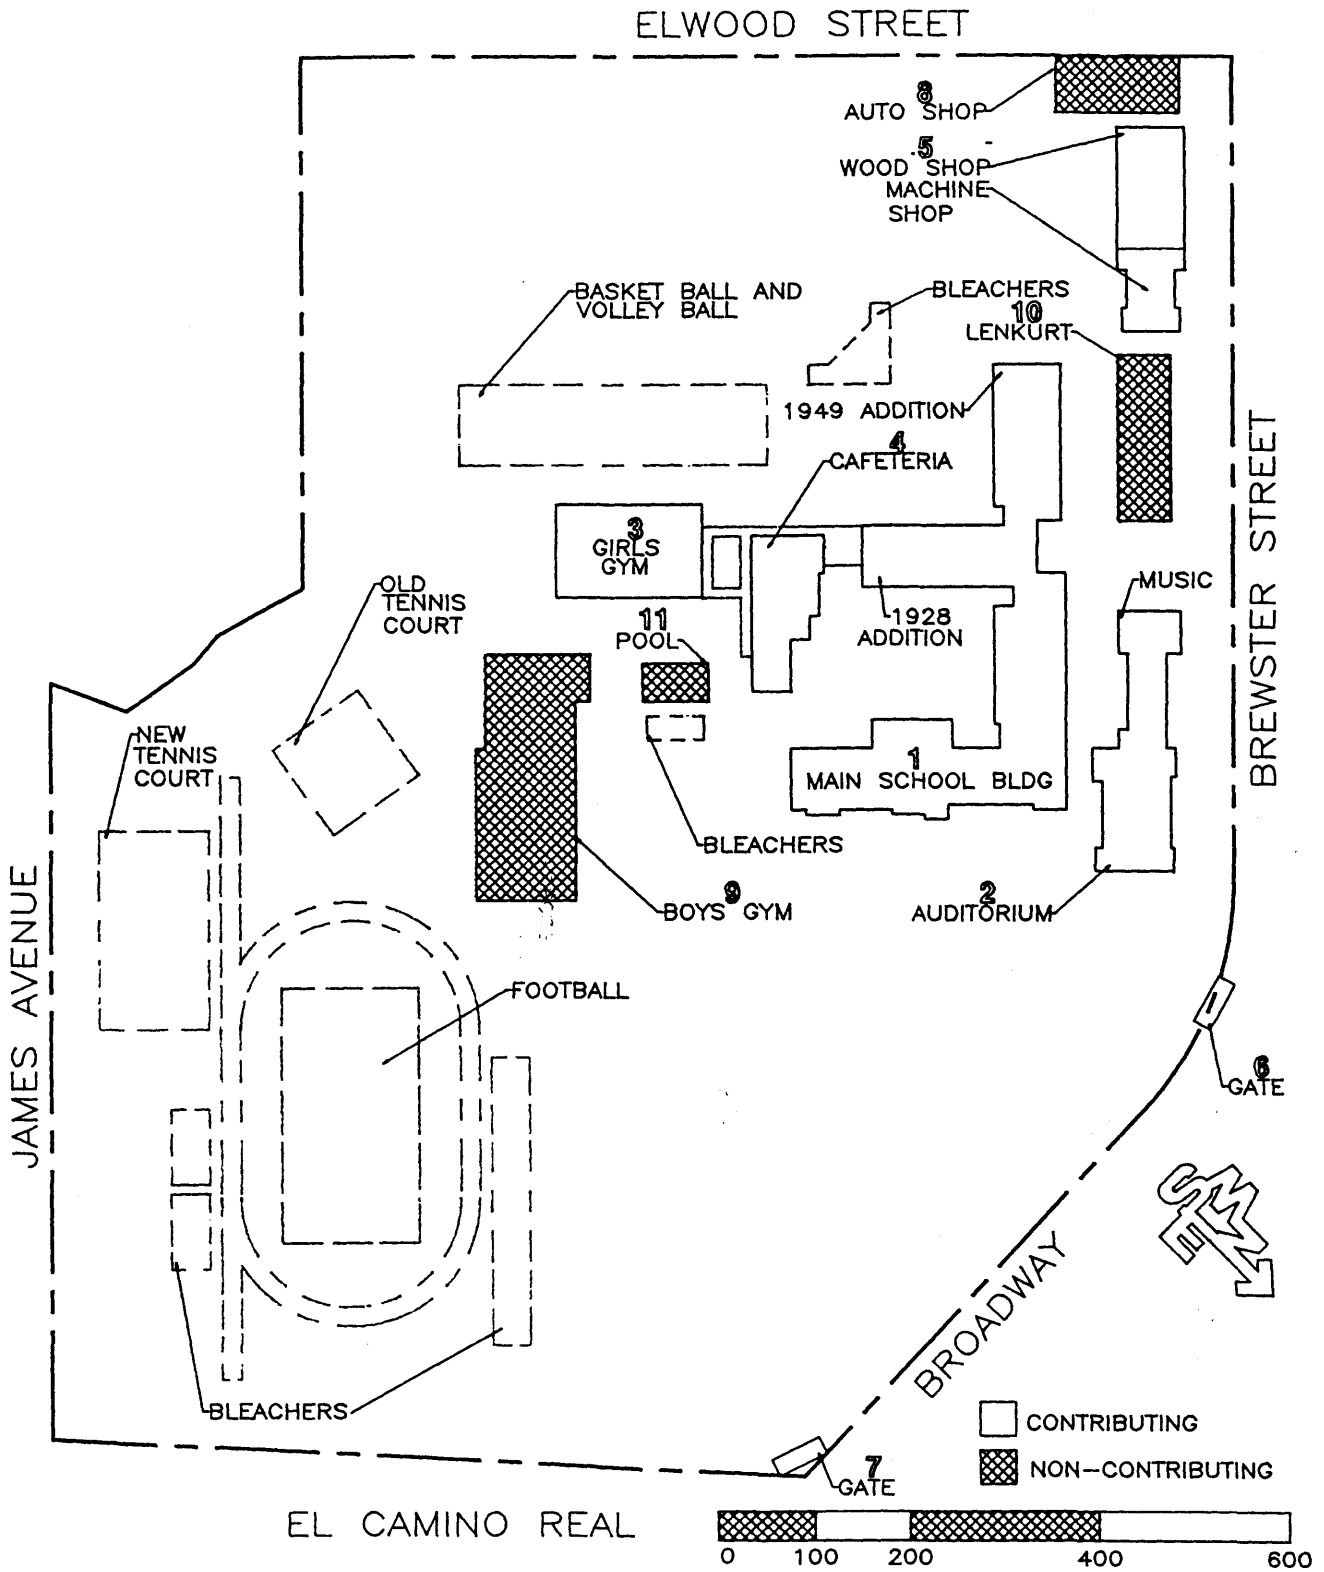 ELWOOD STREET
8
AUTO SHOP
5
WOOD SHOP
MACHINE
SHOP
BASKET BALL AND
VOLLEY BALL
BLEACHERS
10
LENKURT
1949 ADDITION
4
CAFETERIA
BREWSTER STREET
3
GIRLS
GYM
OLD
TENNIS
COURT
11
POOL
1928
ADDITION
MUSIC
NEW
TENNIS
COURT
1
MAIN SCHOOL BLDG
BLEACHERS
9
BOYS GYM
2
AUDITORIUM
JAMES AVENUE
FOOTBALL
6
GATE
N
S
E
W
BROADWAY
BLEACHERS
CONTRIBUTING
NON-CONTRIBUTING
7
GATE
EL CAMINO REAL
0 100 200 400 600